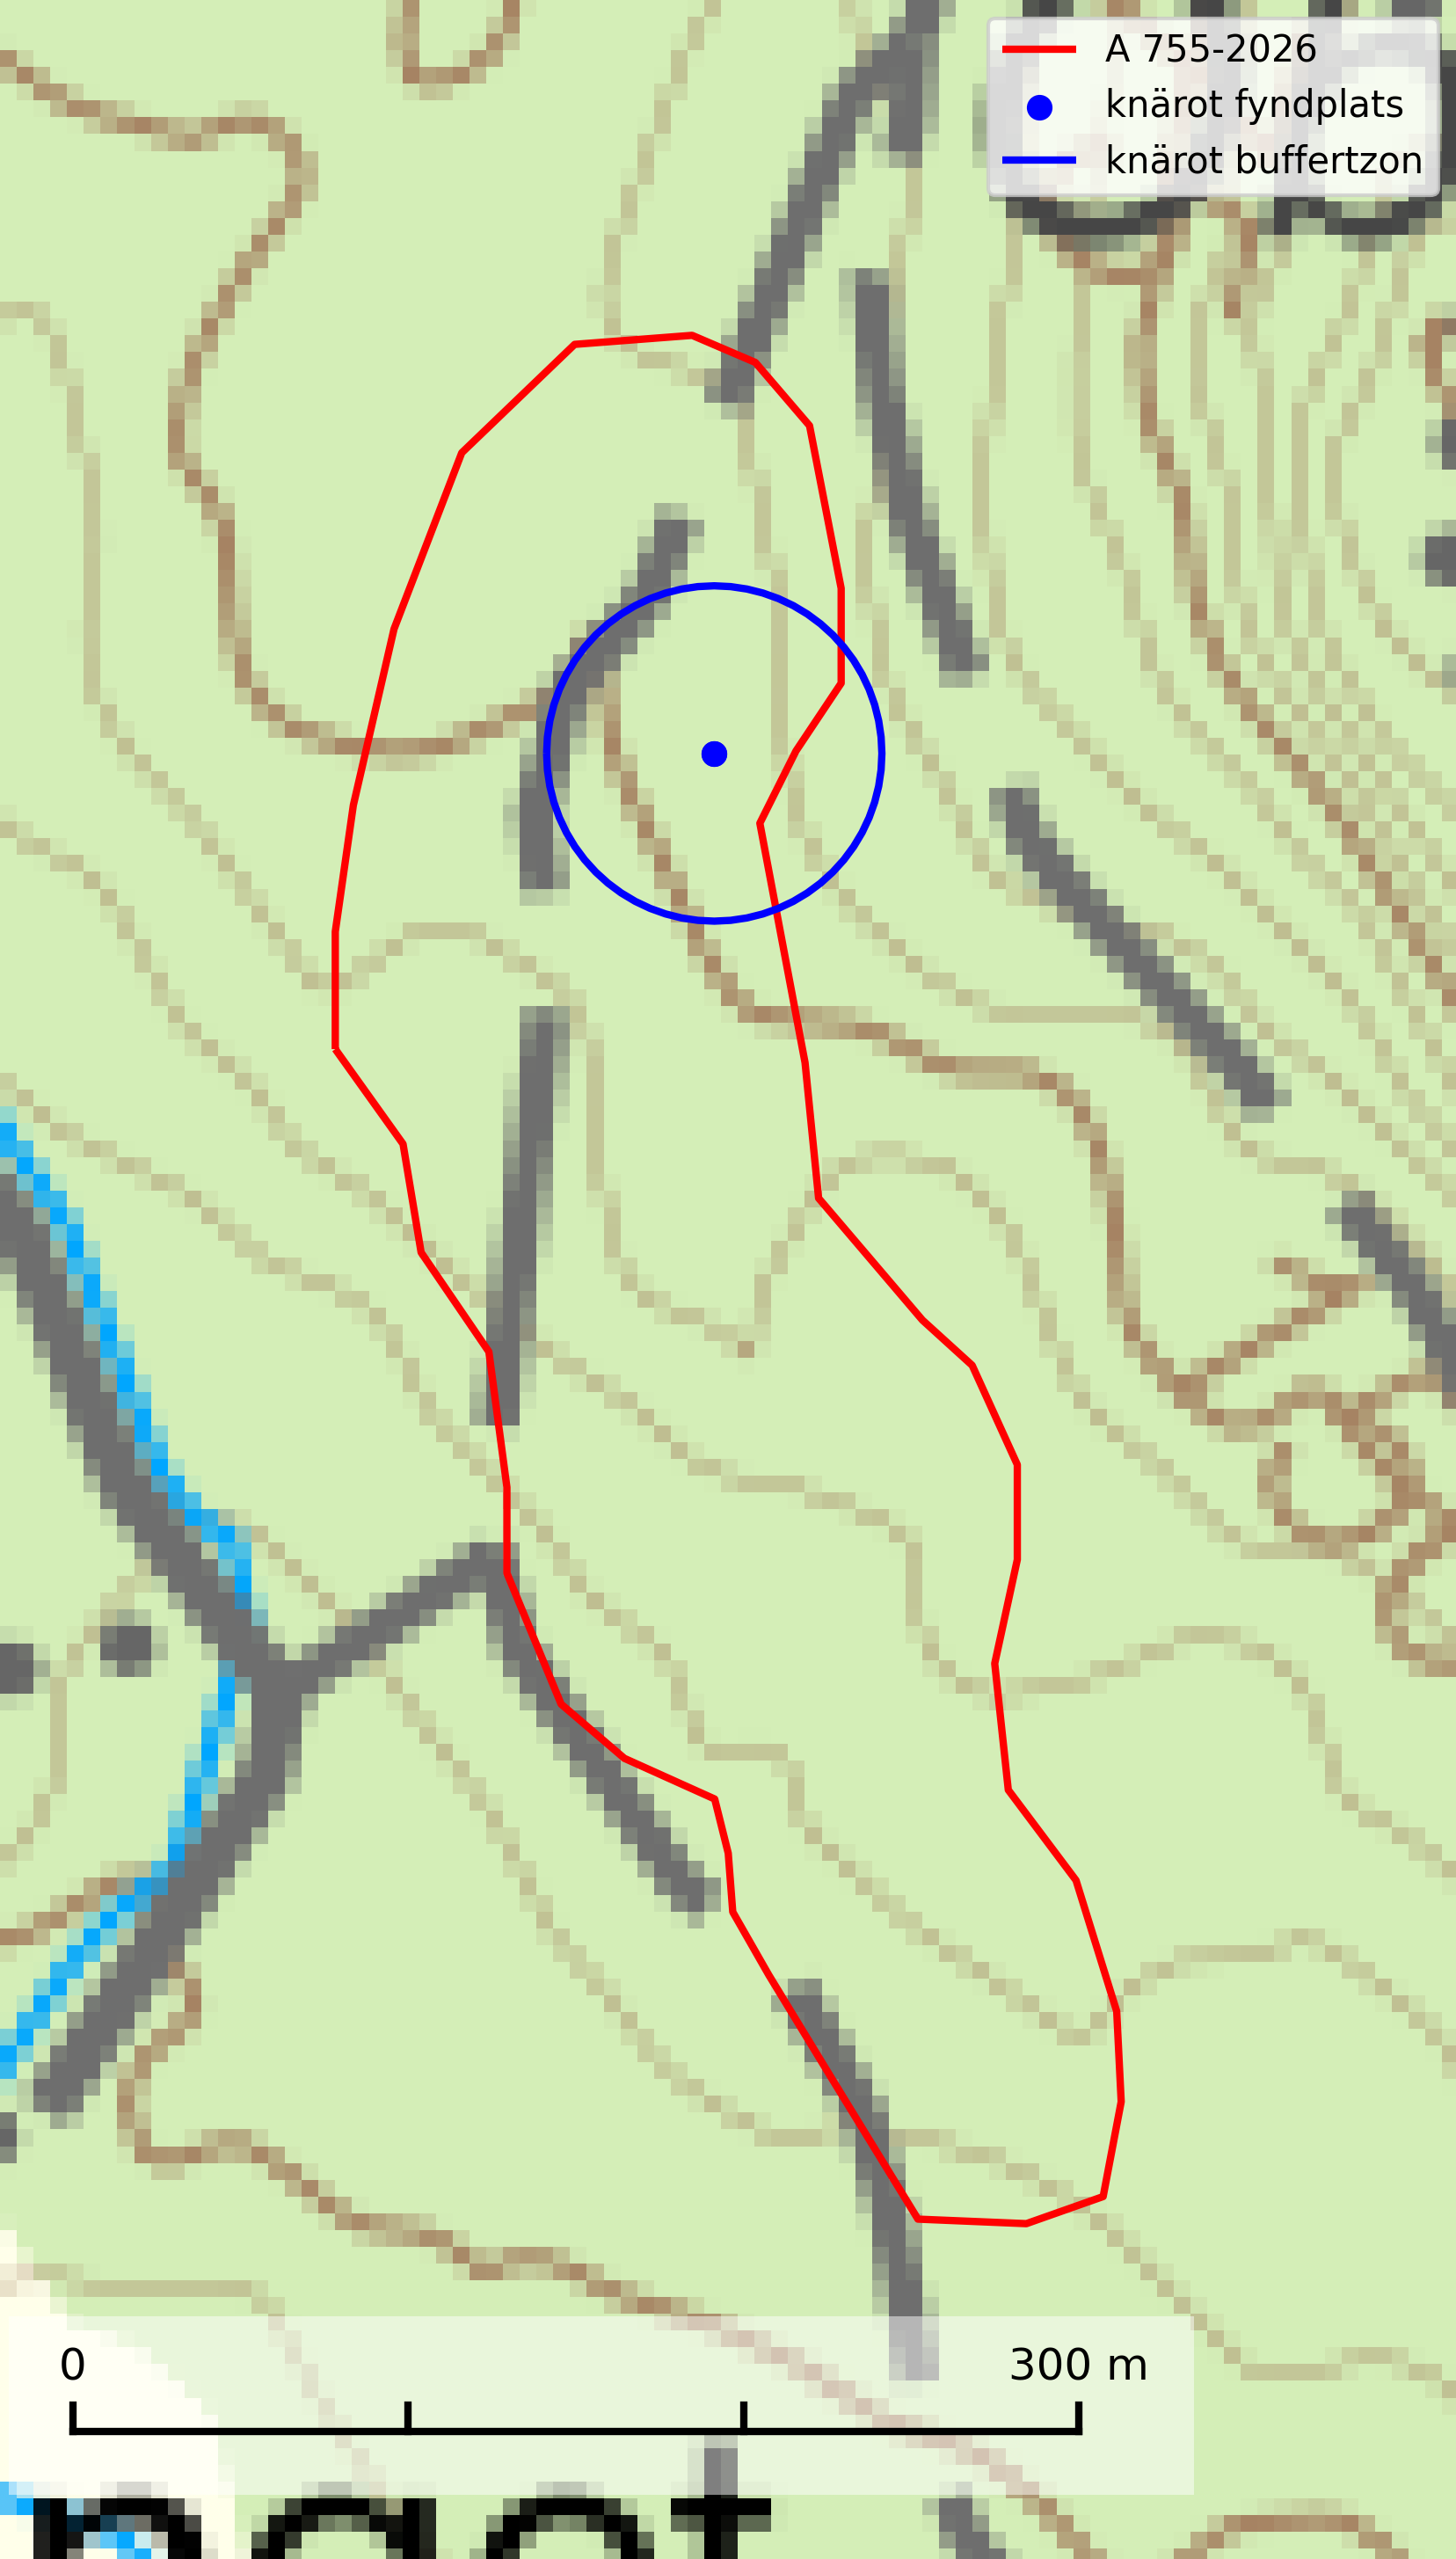 A 755-2026
knärot fyndplats
knärot buffertzon
0
300 m